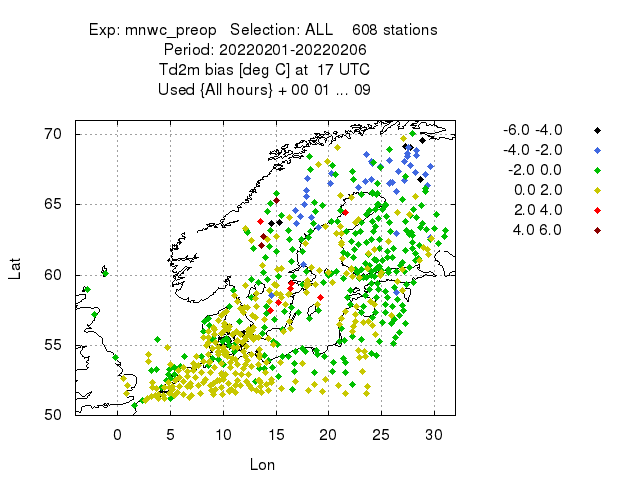 Exp: mnwc_preop   Selection: ALL    608 stations
Period: 20220201-20220206
Td2m bias [deg C] at  17 UTC
Used {All hours} + 00 01 ... 09
-6.0 -4.0
-4.0 -2.0
-2.0 0.0
0.0 2.0
2.0 4.0
4.0 6.0
70
65
60
55
50
Lat
0 5 10 15 20 25 30
Lon